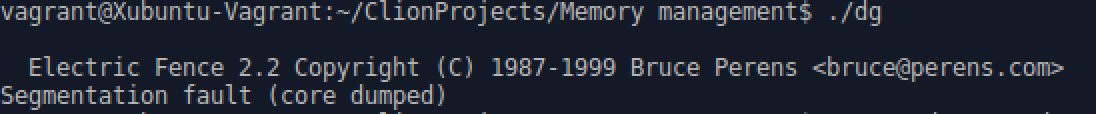 vagrant@Xubuntu-Vagrant:~/ClionProjects/Memory management$ ./dg
Electric Fence 2.2 Copyright (C) 1987-1999 Bruce Perens <bruce@perens.com>
Segmentation fault (core dumped)